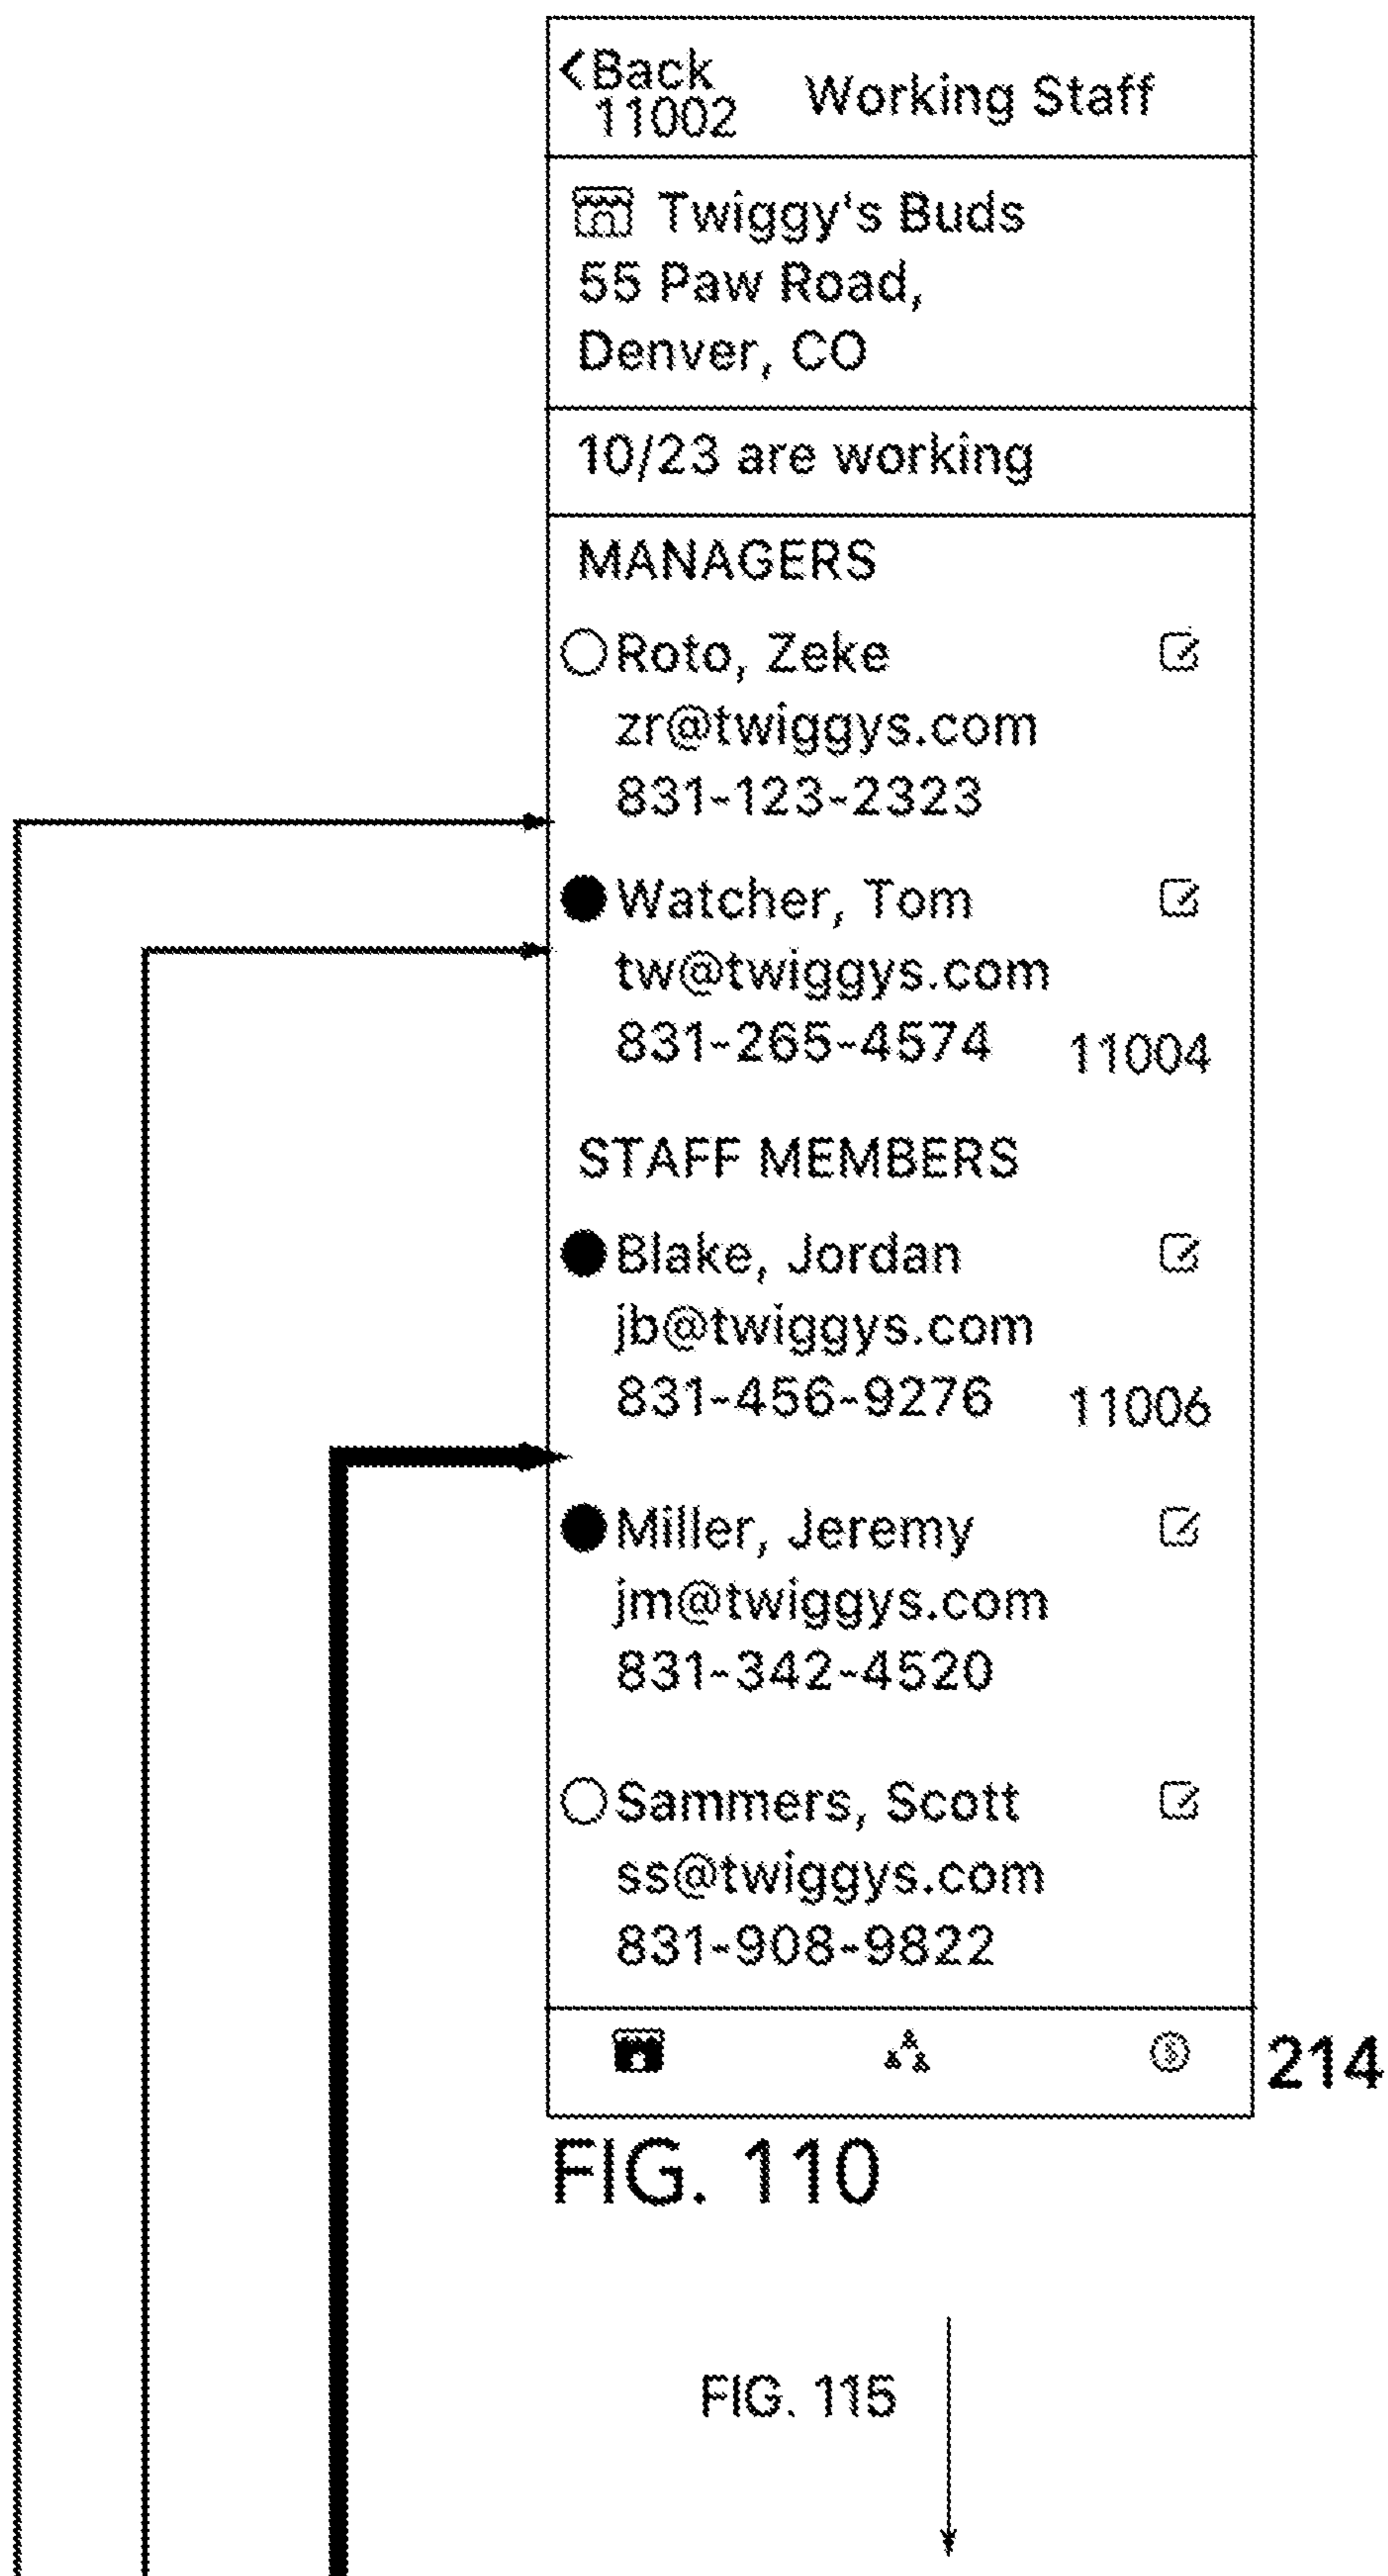 <Back
11002
Working Staff
Twiggy's Buds
55 Paw Road,
Denver, CO
10/23 are working
MANAGERS
Roto, Zeke
zr@twiggys.com
831-123-2323
Watcher, Tom
tw@twiggys.com
831-265-4574 11004
STAFF MEMBERS
Blake, Jordan
jb@twiggys.com
831-456-9276 11006
Miller, Jeremy
jm@twiggys.com
831-342-4520
Sammers, Scott
ss@twiggys.com
831-908-9822
214
FIG. 110
FIG. 115